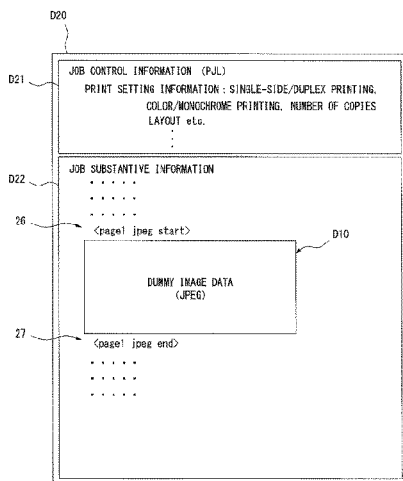 D20
D21
JOB CONTROL INFORMATION (PJL)
PRINT SETTING INFORMATION : SINGLE-SIDE/DUPLEX PRINTING,
COLOR/MONOCHROME PRINTING, NUMBER OF COPIES
LAYOUT etc.
D22
JOB SUBSTANTIVE INFORMATION
26
<page1 jpeg start>
D10
DUMMY IMAGE DATA
(JPEG)
27
<page1 jpeg end>